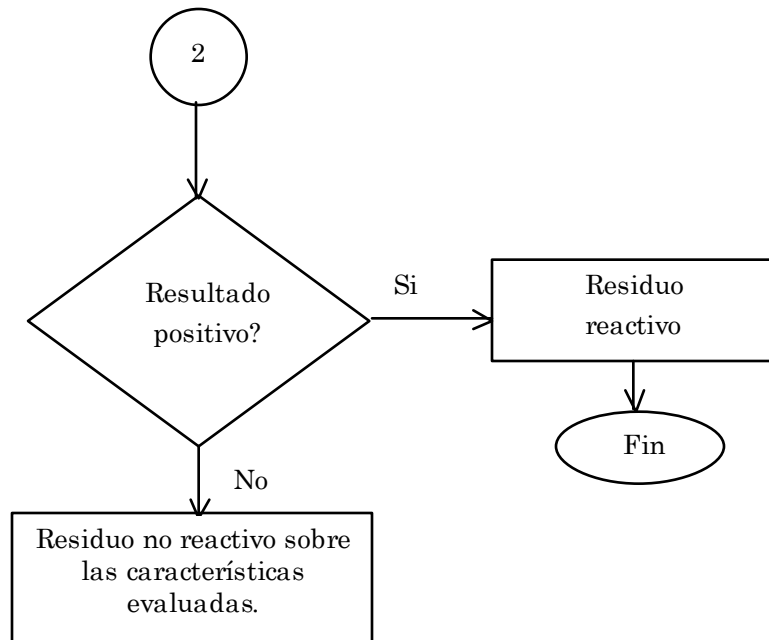 2
Resultado
positivo?
Si
Residuo
reactivo
Fin
No
Residuo no reactivo sobre
las características
evaluadas.